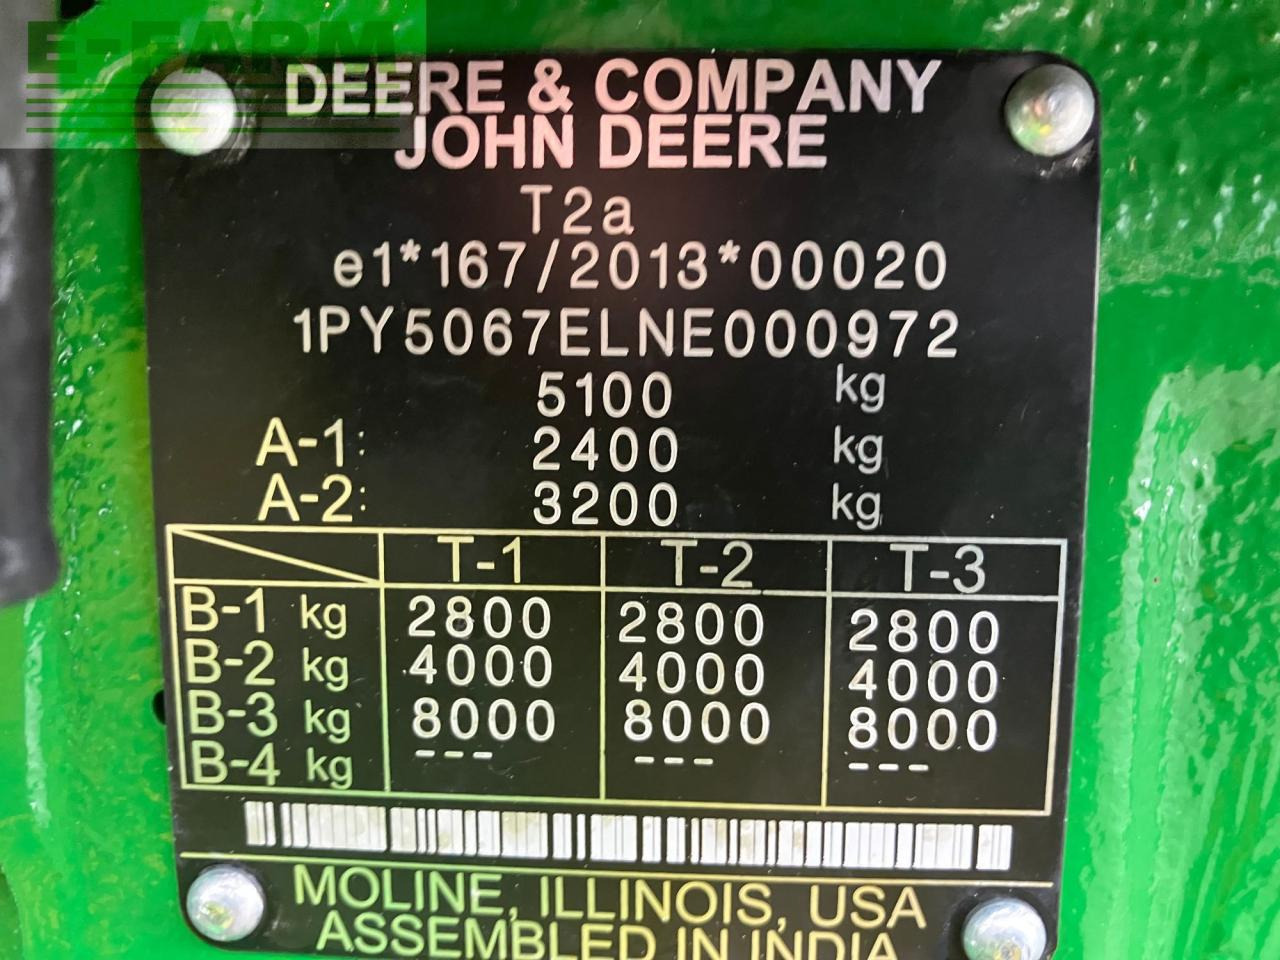 E-FARM
DEERE & COMPANY
JOHN DEERE
T2a
e1*167/2013*00020
1PY5067ELNE000972
5100 kg
A-1: 2400 kg
A-2: 3200 kg
T-1 T-2 T-3
B-1 kg 2800 2800 2800
B-2 kg 4000 4000 4000
B-3 kg 8000 8000 8000
B-4 kg --- --- ---
MOLINE, ILLINOIS, USA
ASSEMBLED IN INDIA